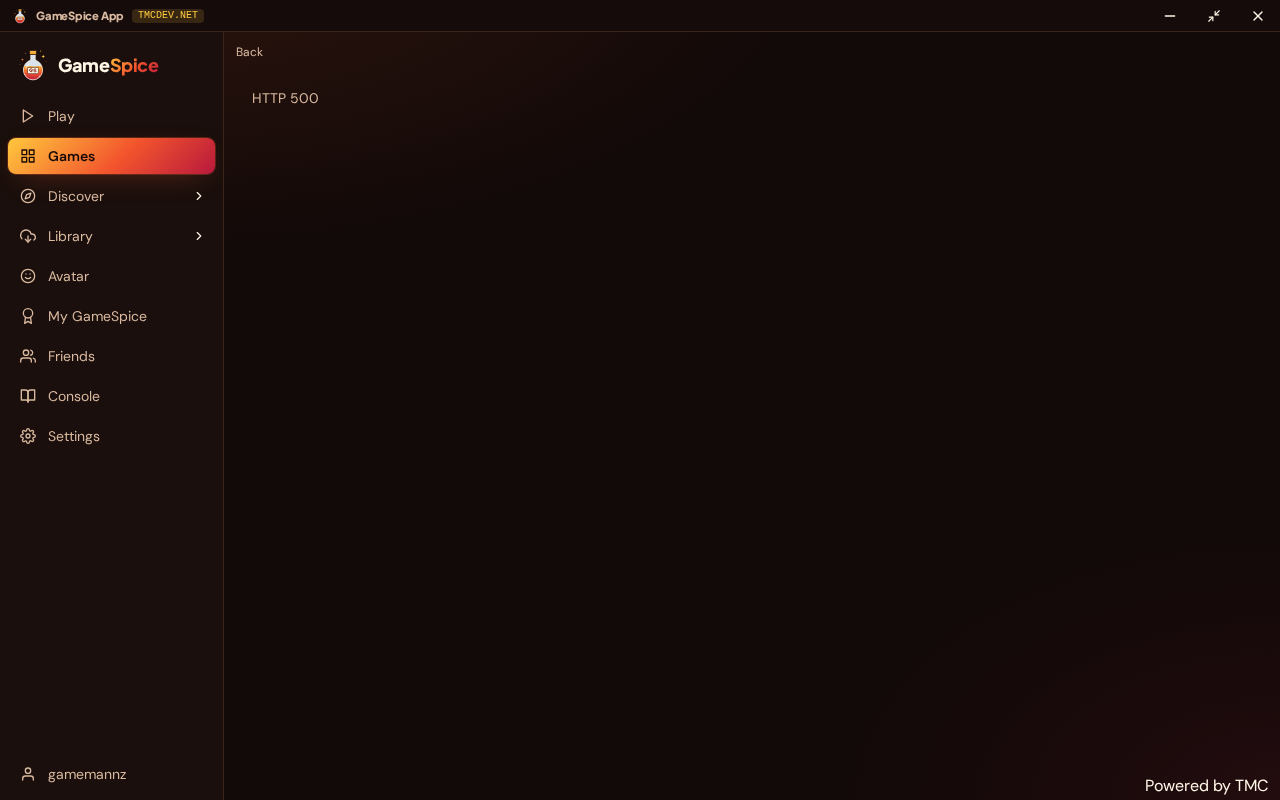 GameSpice App TMCDEV.NET
GameSpice
Back
HTTP 500
Play
Games
Discover
Library
Avatar
My GameSpice
Friends
Console
Settings
gamemannz
Powered by TMC